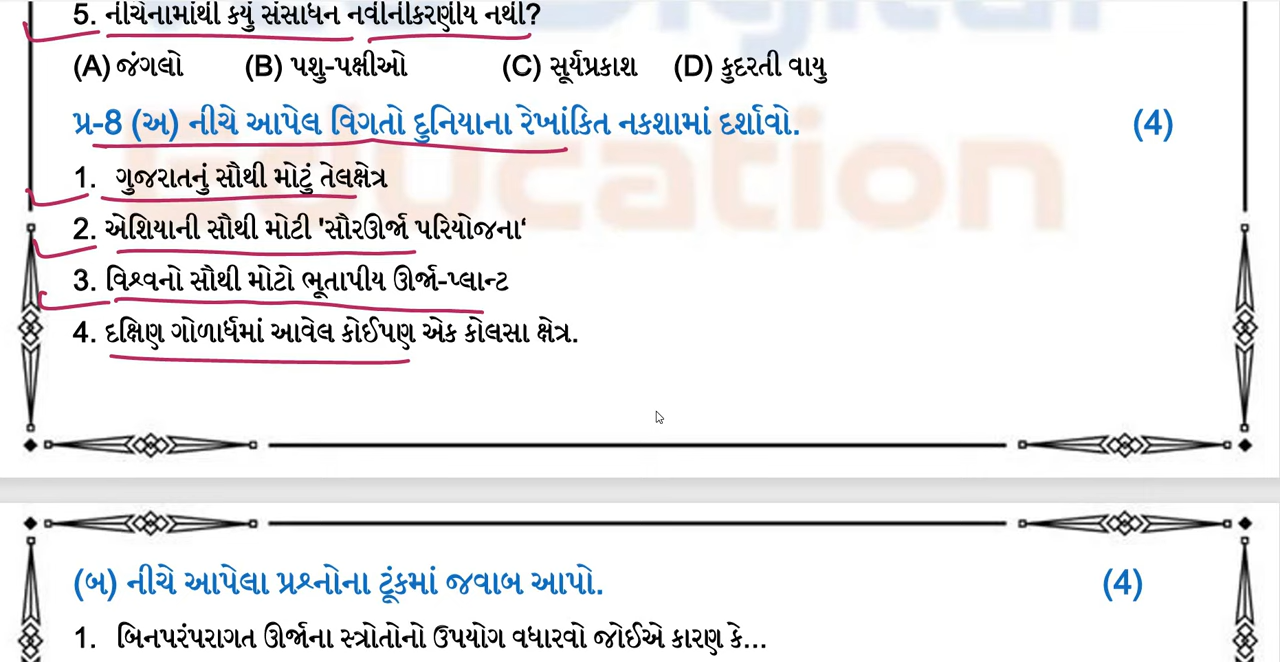 5. નીચેનામાંથી કયું સંસાધન નવીનીકરણીય નથી?
(A) જંગલો (B) પશુ-પક્ષીઓ (C) સૂર્યપ્રકાશ (D) કુદરતી વાયુ
પ્ર-8 (અ) નીચે આપેલ વિગતો દુનિયાના રેખાંકિત નકશામાં દર્શાવો. (4)
1. ગુજરાતનું સૌથી મોટું તેલક્ષેત્ર
2. એશિયાની સૌથી મોટી 'સૌરઊર્જા પરિયોજના‘
3. વિશ્વનો સૌથી મોટો ભૂતાપીય ઊર્જા-પ્લાન્ટ
4. દક્ષિણ ગોળાર્ધમાં આવેલ કોઈપણ એક કોલસા ક્ષેત્ર.
(બ) નીચે આપેલા પ્રશ્નોના ટૂંકમાં જવાબ આપો. (4)
1. બિનપરંપરાગત ઊર્જાના સ્ત્રોતોનો ઉપયોગ વધારવો જોઈએ કારણ કે...
Digital
Education